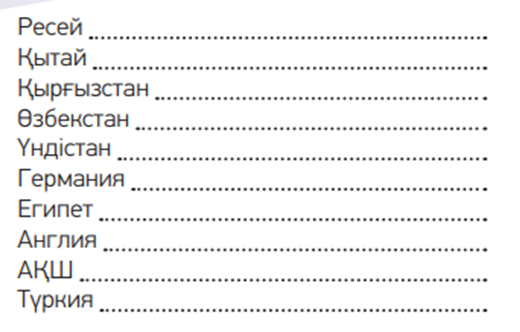 Ресей ........................................................
Қытай ........................................................
Қырғызстан ...............................................
Өзбекстан ..................................................
Үндістан .....................................................
Германия ...................................................
Египет ........................................................
Англия .......................................................
АҚШ ...........................................................
Түркия ........................................................